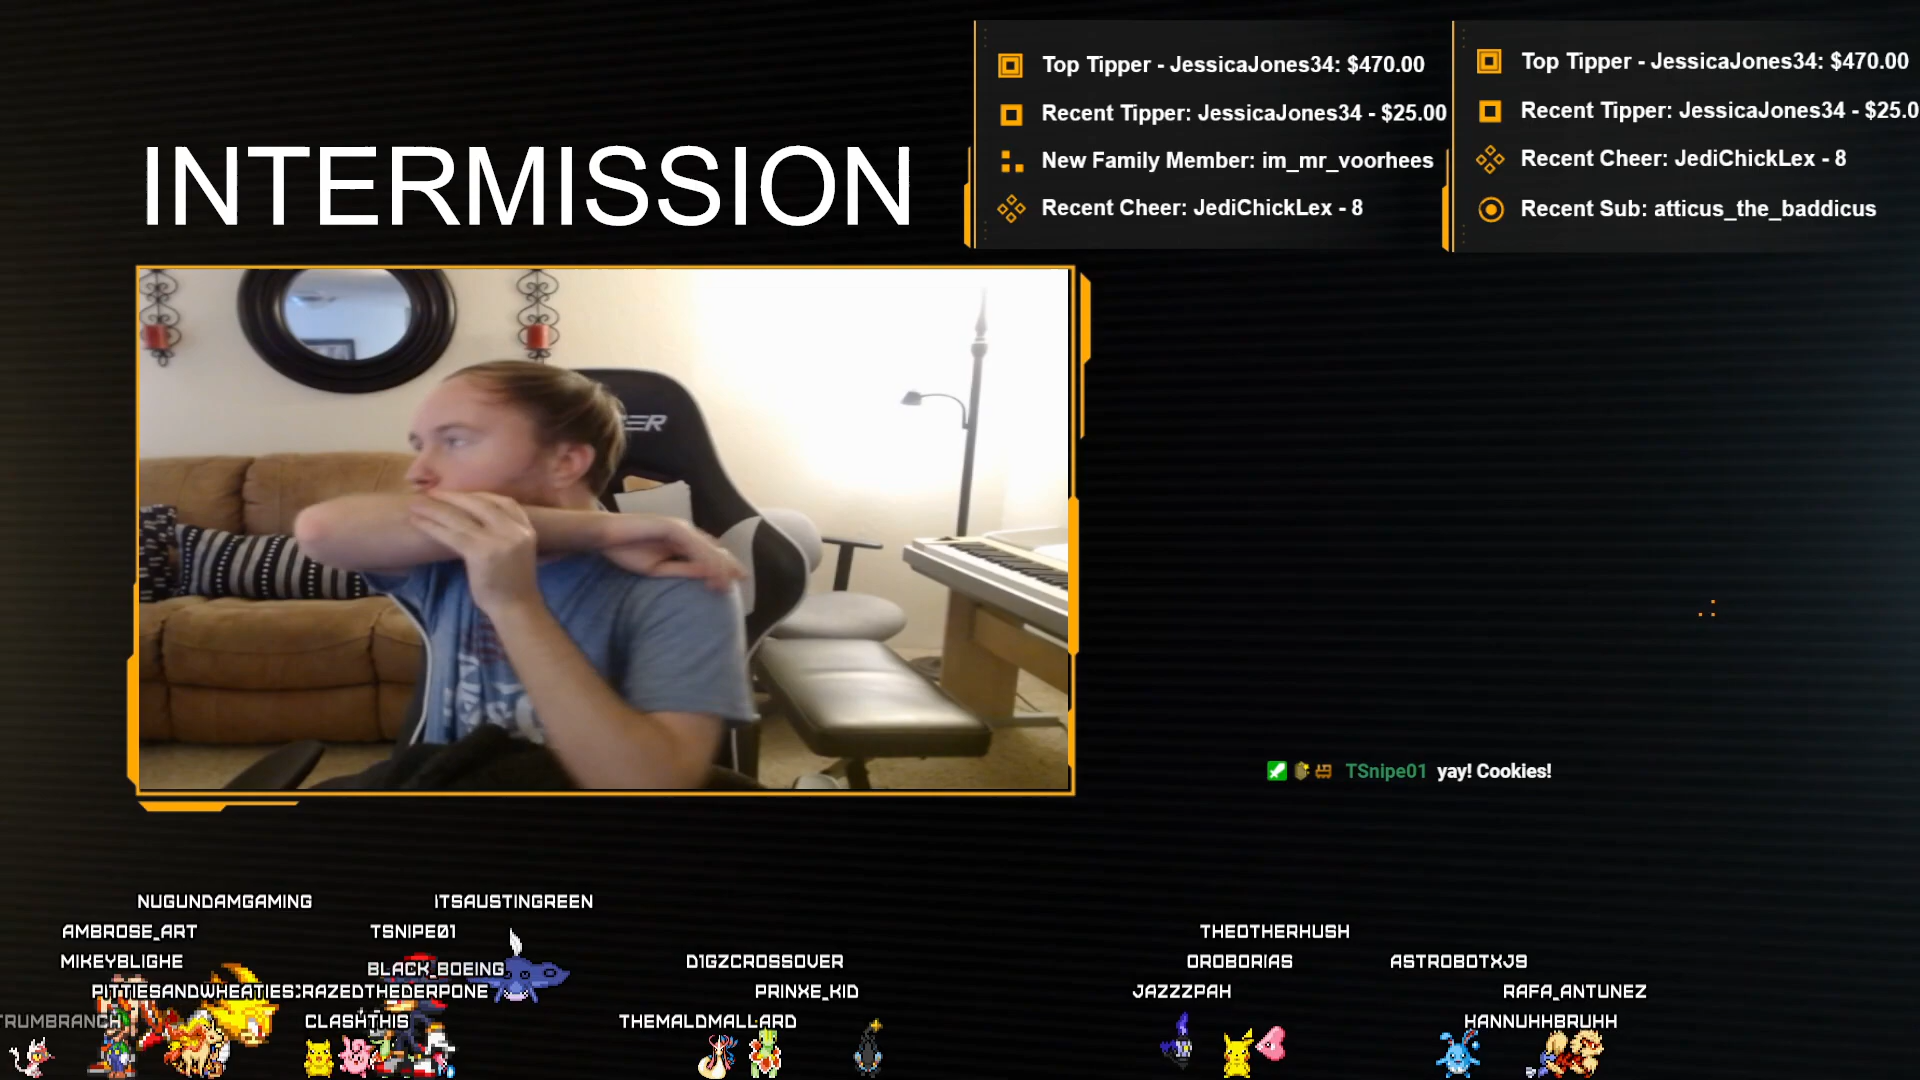 INTERMISSION
Top Tipper - JessicaJones34: $470.00
Recent Tipper: JessicaJones34 - $25.00
New Family Member: im_mr_voorhees
Recent Cheer: JediChickLex - 8
Top Tipper - JessicaJones34: $470.00
Recent Tipper: JessicaJones34 - $25.0
Recent Cheer: JediChickLex - 8
Recent Sub: atticus_the_baddicus
TSnipe01 yay! Cookies!
NUGUNDAMGAMING
ITSAUSTINGREEN
AMBROSE_ART
TSNIPE01
THEOTHERHUSH
MIKEYBLIGHE
BLACK_BOEING
D1GZCROSSOVER
OROBORIAS
ASTROBOTXJ9
PITTIESANDWHEATIES
RAZEDTHEDERPONE
PRINXE_KID
JAZZZPAH
RAFA_ANTUNEZ
TRUMBRANCH
CLASHTHIS
THEMALDMALLARD
HANNUHHBRUHH